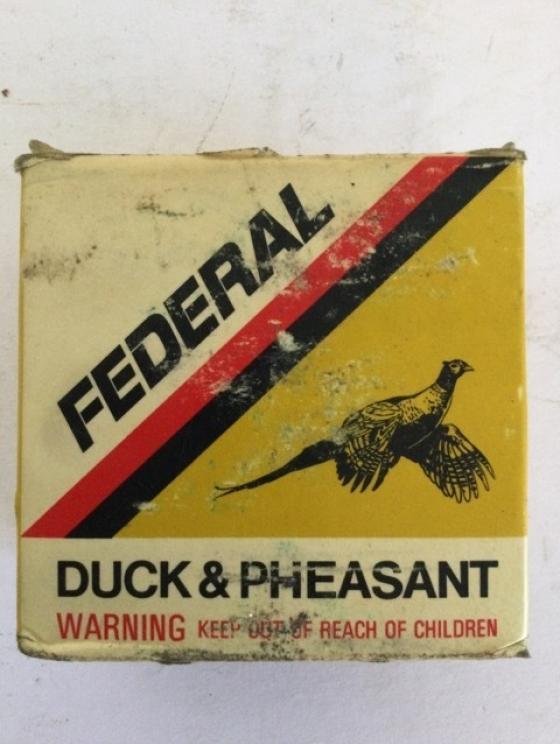 FEDERAL
DUCK & PHEASANT
WARNING KEEP OUT OF REACH OF CHILDREN